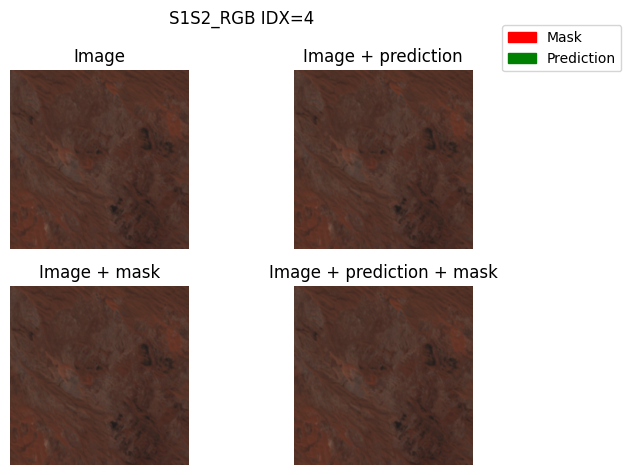 S1S2_RGB IDX=4
Mask
Prediction
Image
Image + prediction
Image + mask
Image + prediction + mask